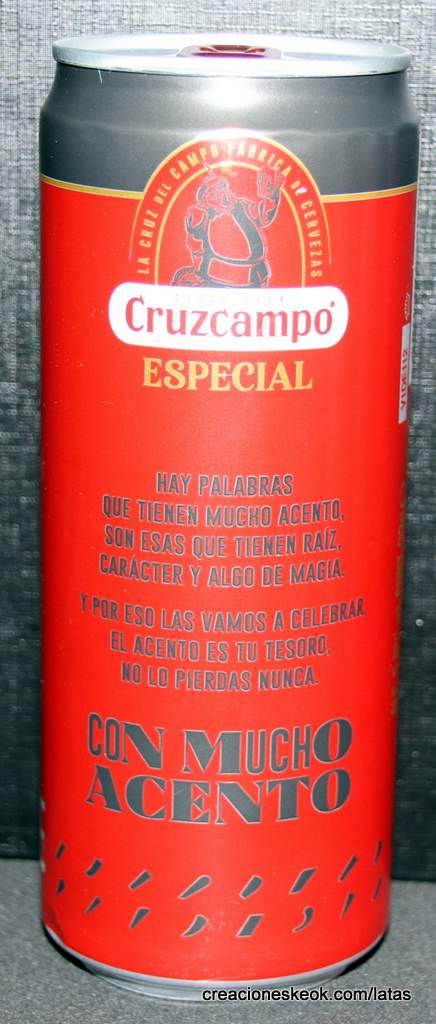 LA CRUZ DEL CAMPO FÁBRICA DE CERVEZAS
Cruzcampo
ESPECIAL
HAY PALABRAS
QUE TIENEN MUCHO ACENTO,
SON ESAS QUE TIENEN RAÍZ,
CARÁCTER Y ALGO DE MAGIA.
Y POR ESO LAS VAMOS A CELEBRAR.
EL ACENTO ES TU TESORO,
NO LO PIERDAS NUNCA.
CON MUCHO
ACENTO
creacioneskeok.com/latas